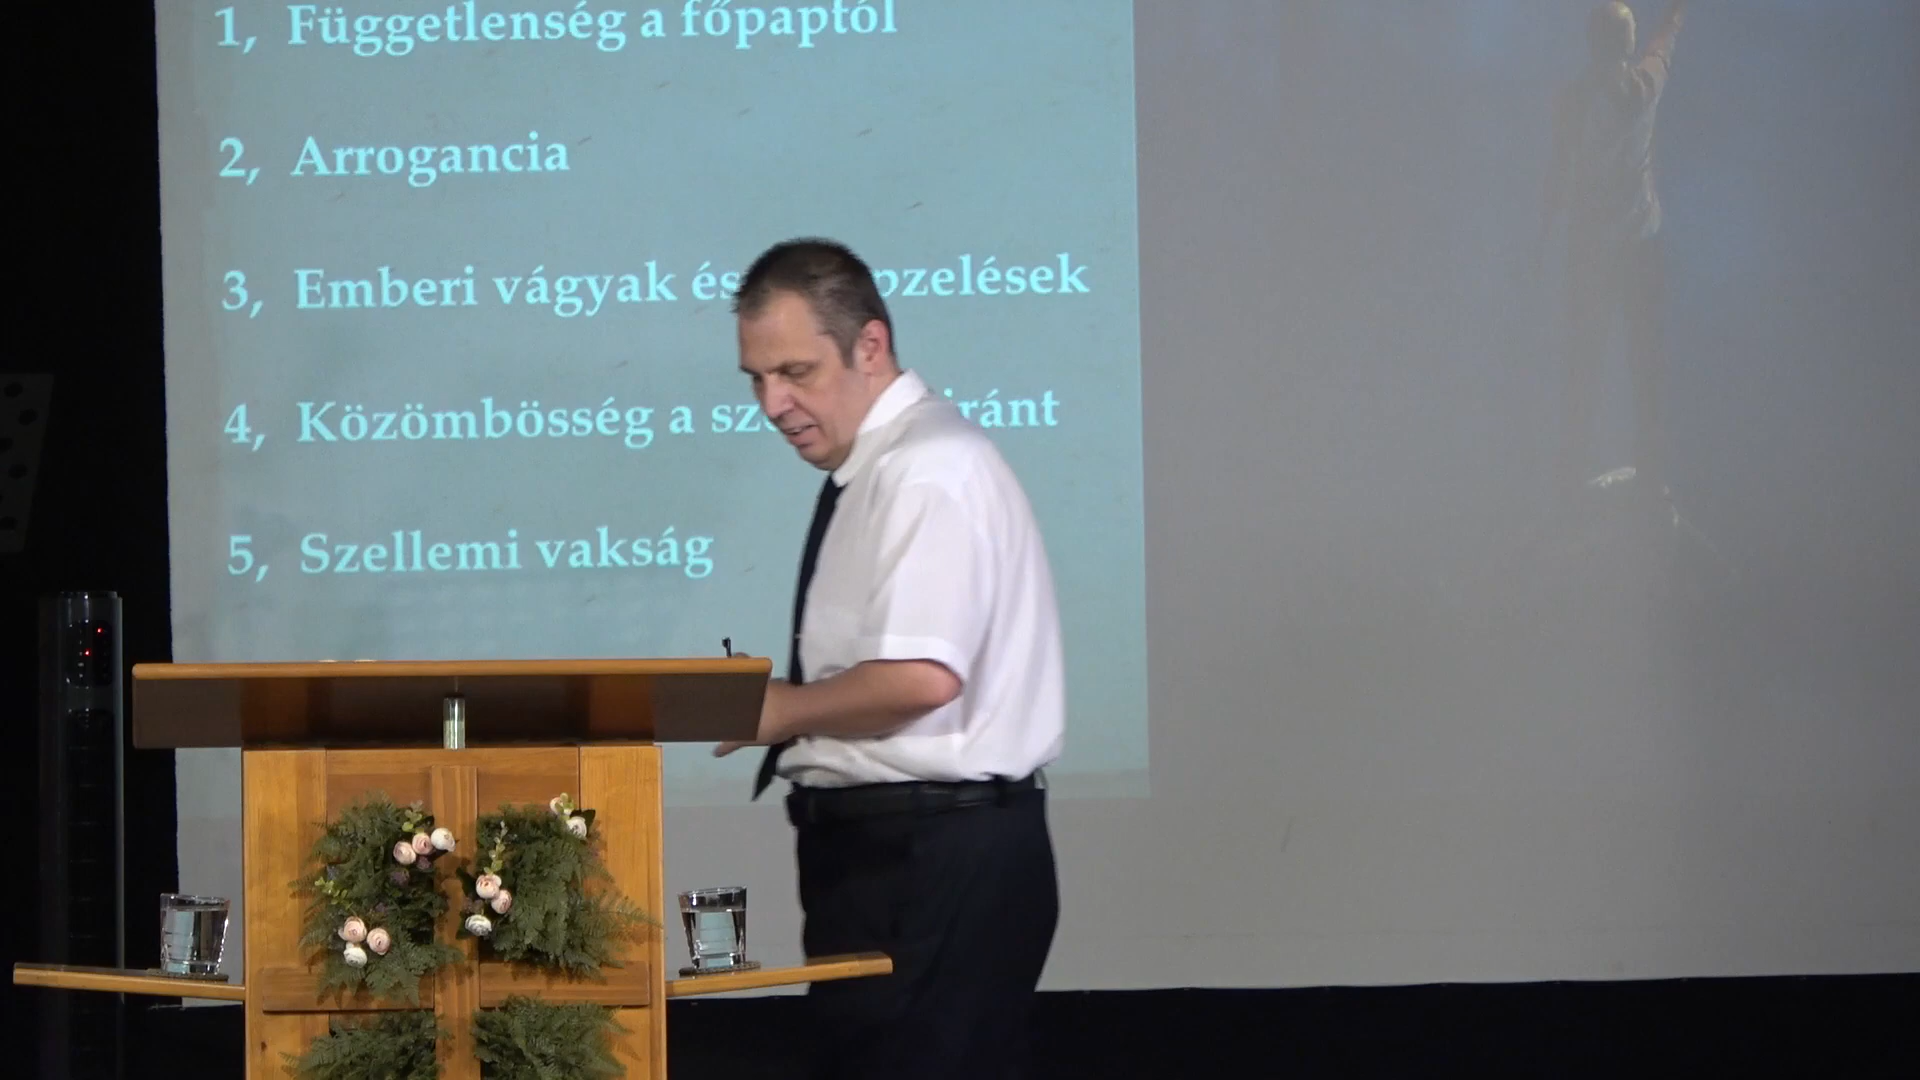 1, Függetlenség a főpaptól
2, Arrogancia
3, Emberi vágyak és
4, Közömbösség a
5, Szellemi vakság